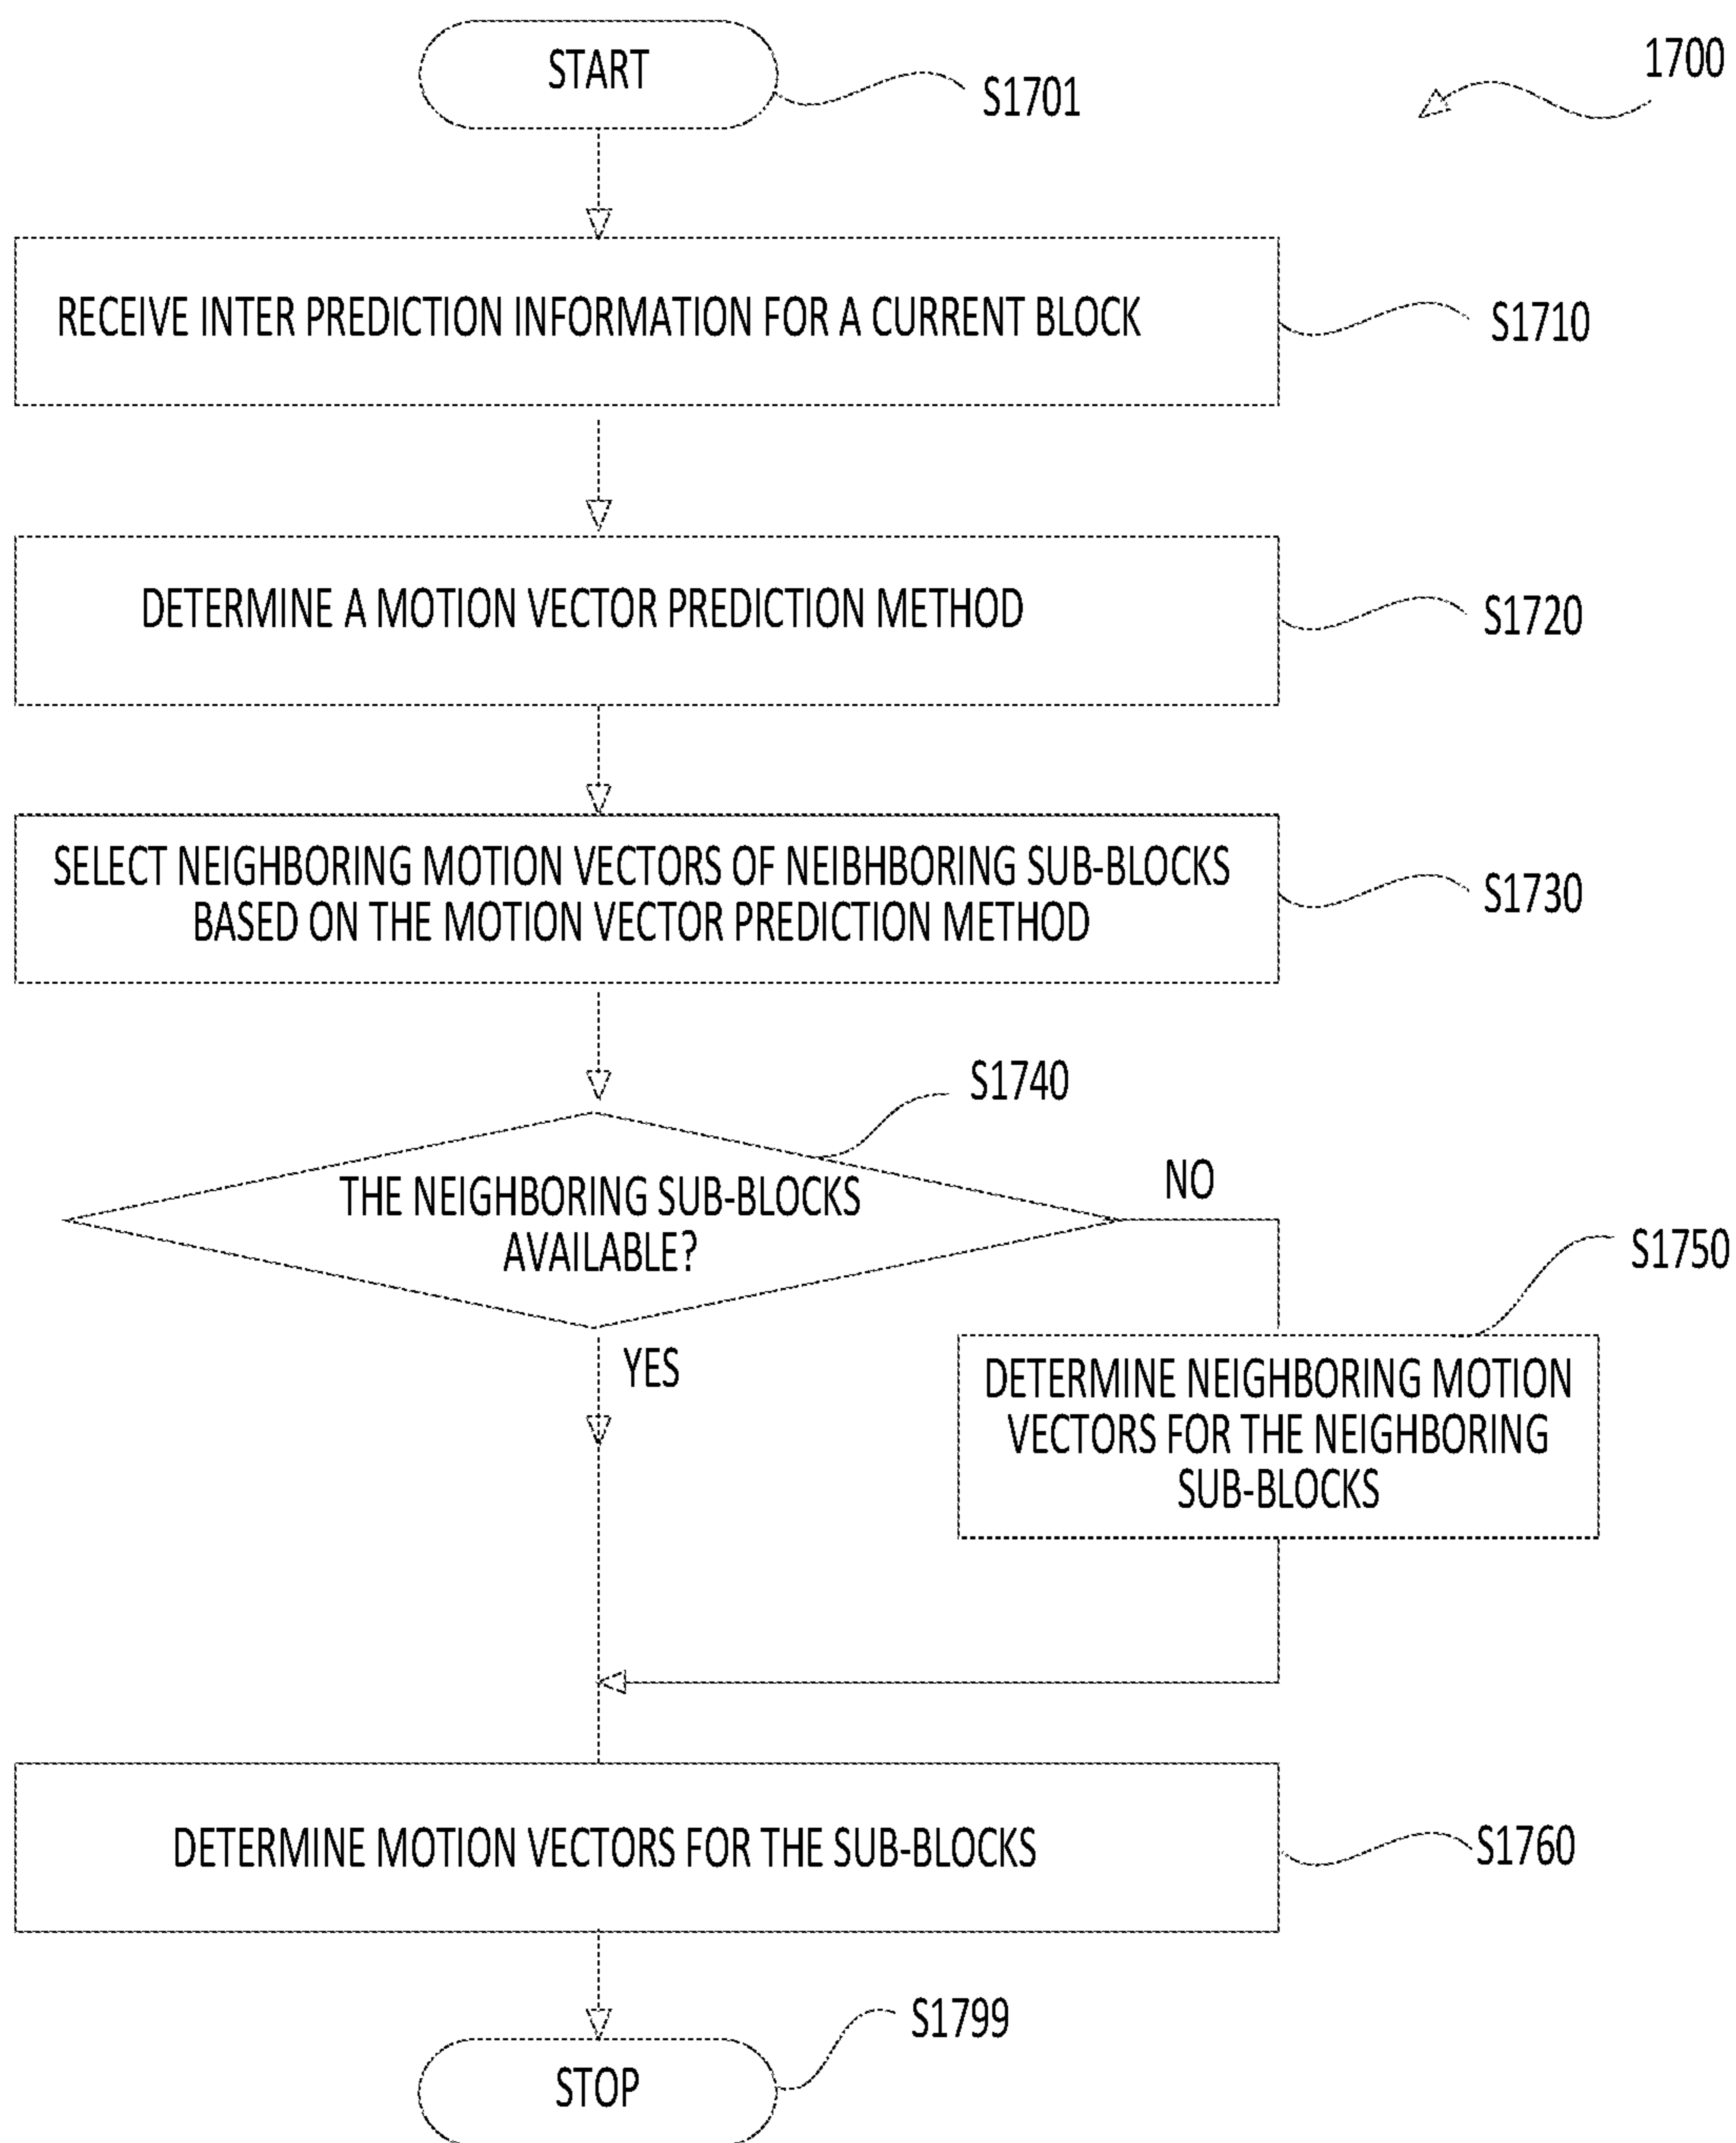 START
S1701
1700
RECEIVE INTER PREDICTION INFORMATION FOR A CURRENT BLOCK
S1710
DETERMINE A MOTION VECTOR PREDICTION METHOD
S1720
SELECT NEIGHBORING MOTION VECTORS OF NEIBHBORING SUB-BLOCKS
BASED ON THE MOTION VECTOR PREDICTION METHOD
S1730
S1740
THE NEIGHBORING SUB-BLOCKS
AVAILABLE?
NO
YES
S1750
DETERMINE NEIGHBORING MOTION
VECTORS FOR THE NEIGHBORING
SUB-BLOCKS
DETERMINE MOTION VECTORS FOR THE SUB-BLOCKS
S1760
STOP
S1799